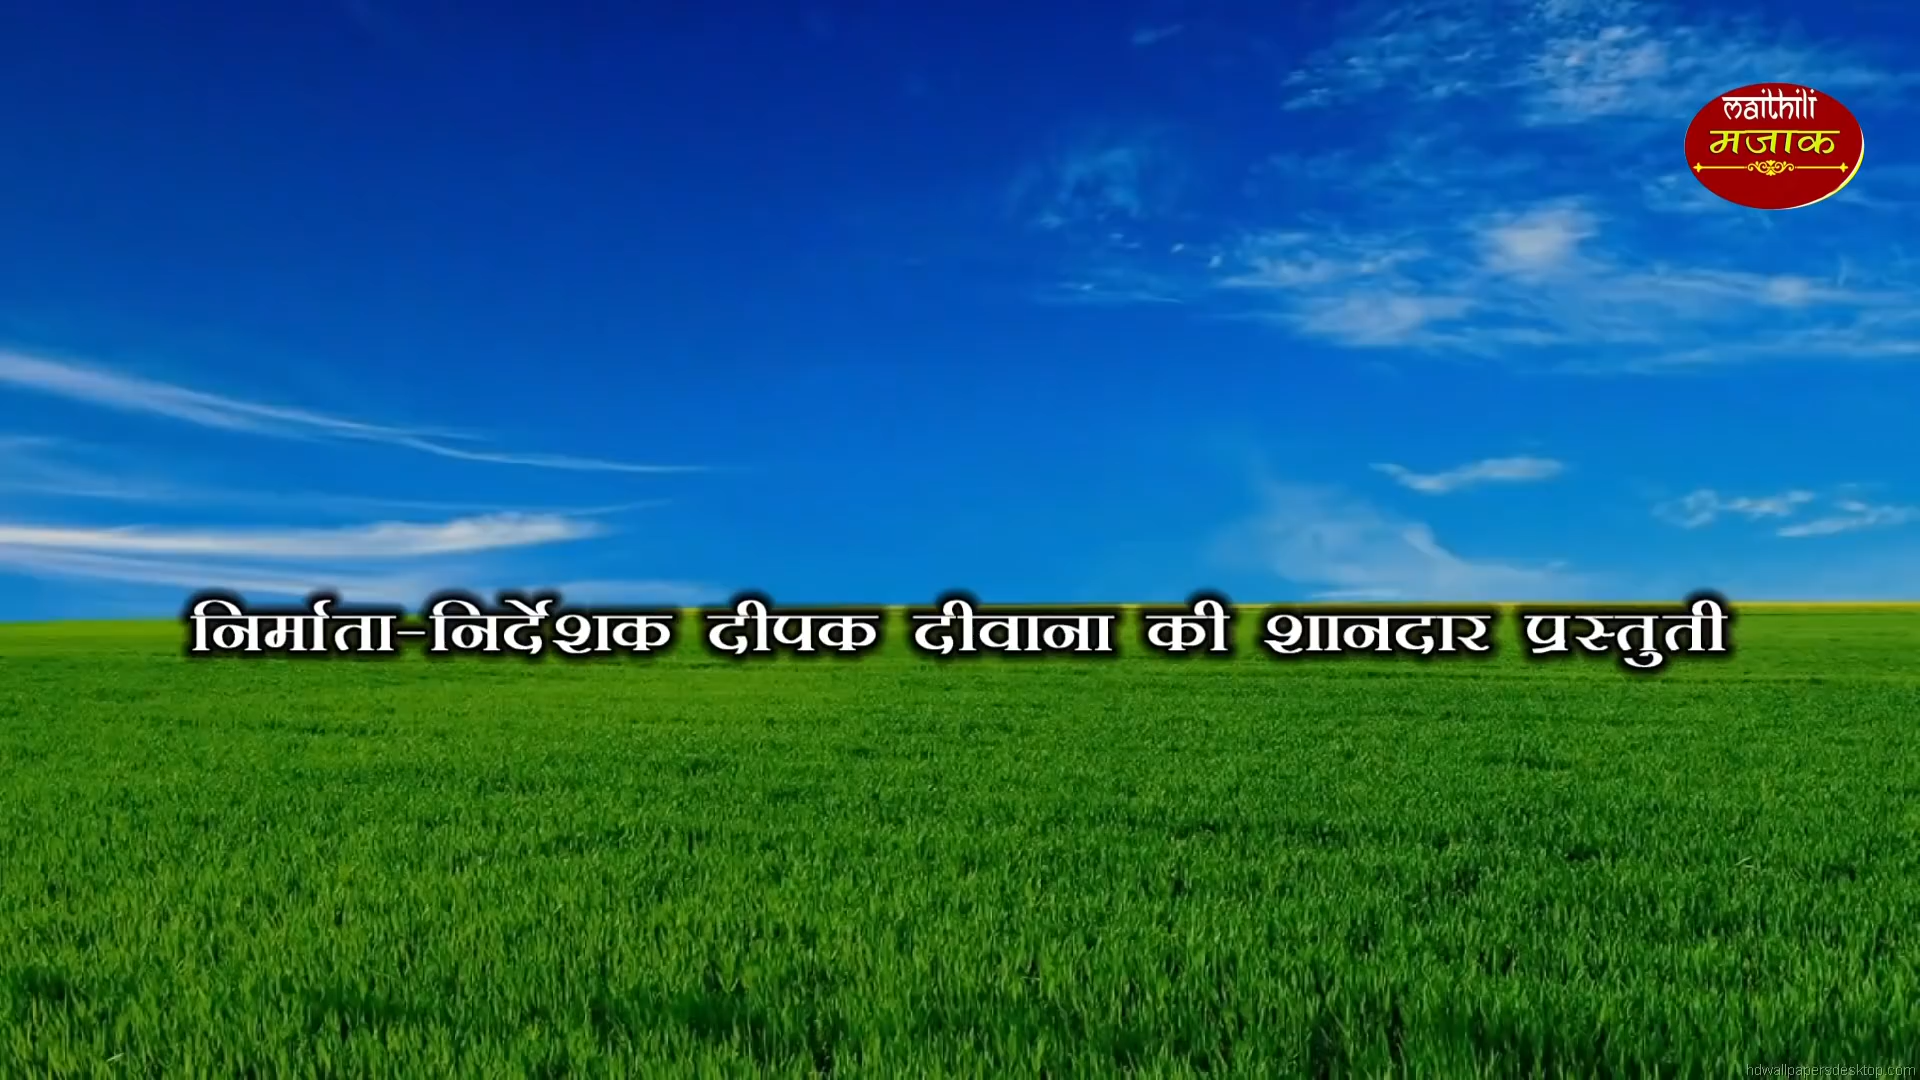 maithili
मजाक
निर्माता-निर्देशक दीपक दीवाना की शानदार प्रस्तुती
hdwallpapersdesktop.com